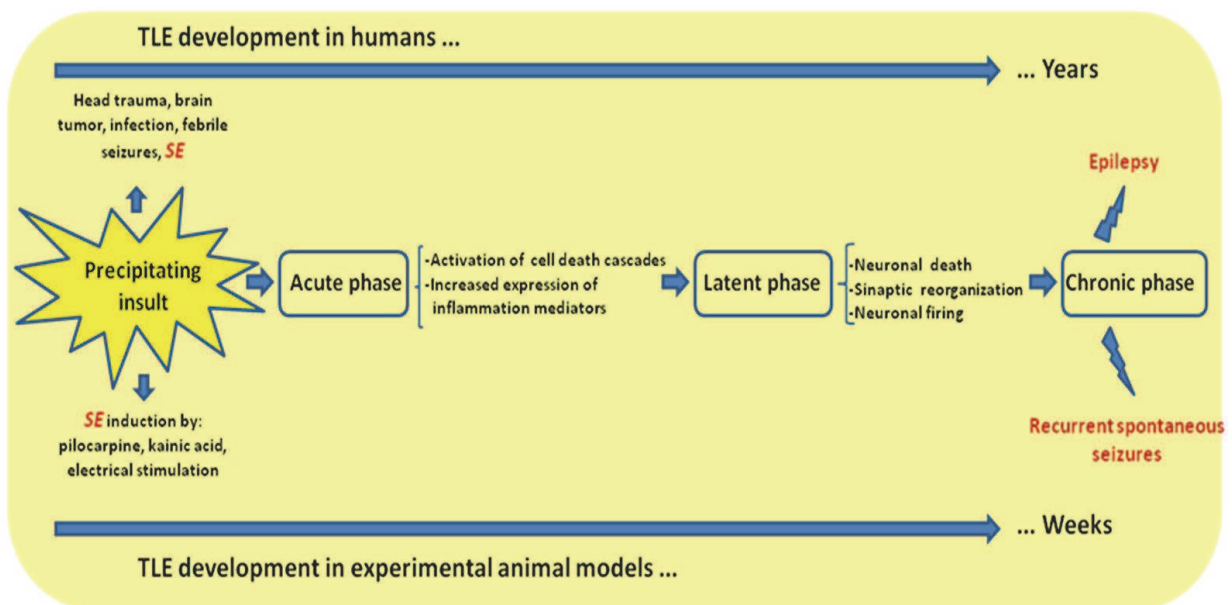 TLE development in humans ...
... Years
Head trauma, brain
tumor, infection, febrile
seizures, SE
Epilepsy
Precipitating
insult
Acute phase
-Activation of cell death cascades
-Increased expression of
inflammation mediators
Latent phase
-Neuronal death
-Sinaptic reorganization
-Neuronal firing
Chronic phase
SE induction by:
pilocarpine, kainic acid,
electrical stimulation
Recurrent spontaneous
seizures
... Weeks
TLE development in experimental animal models ...